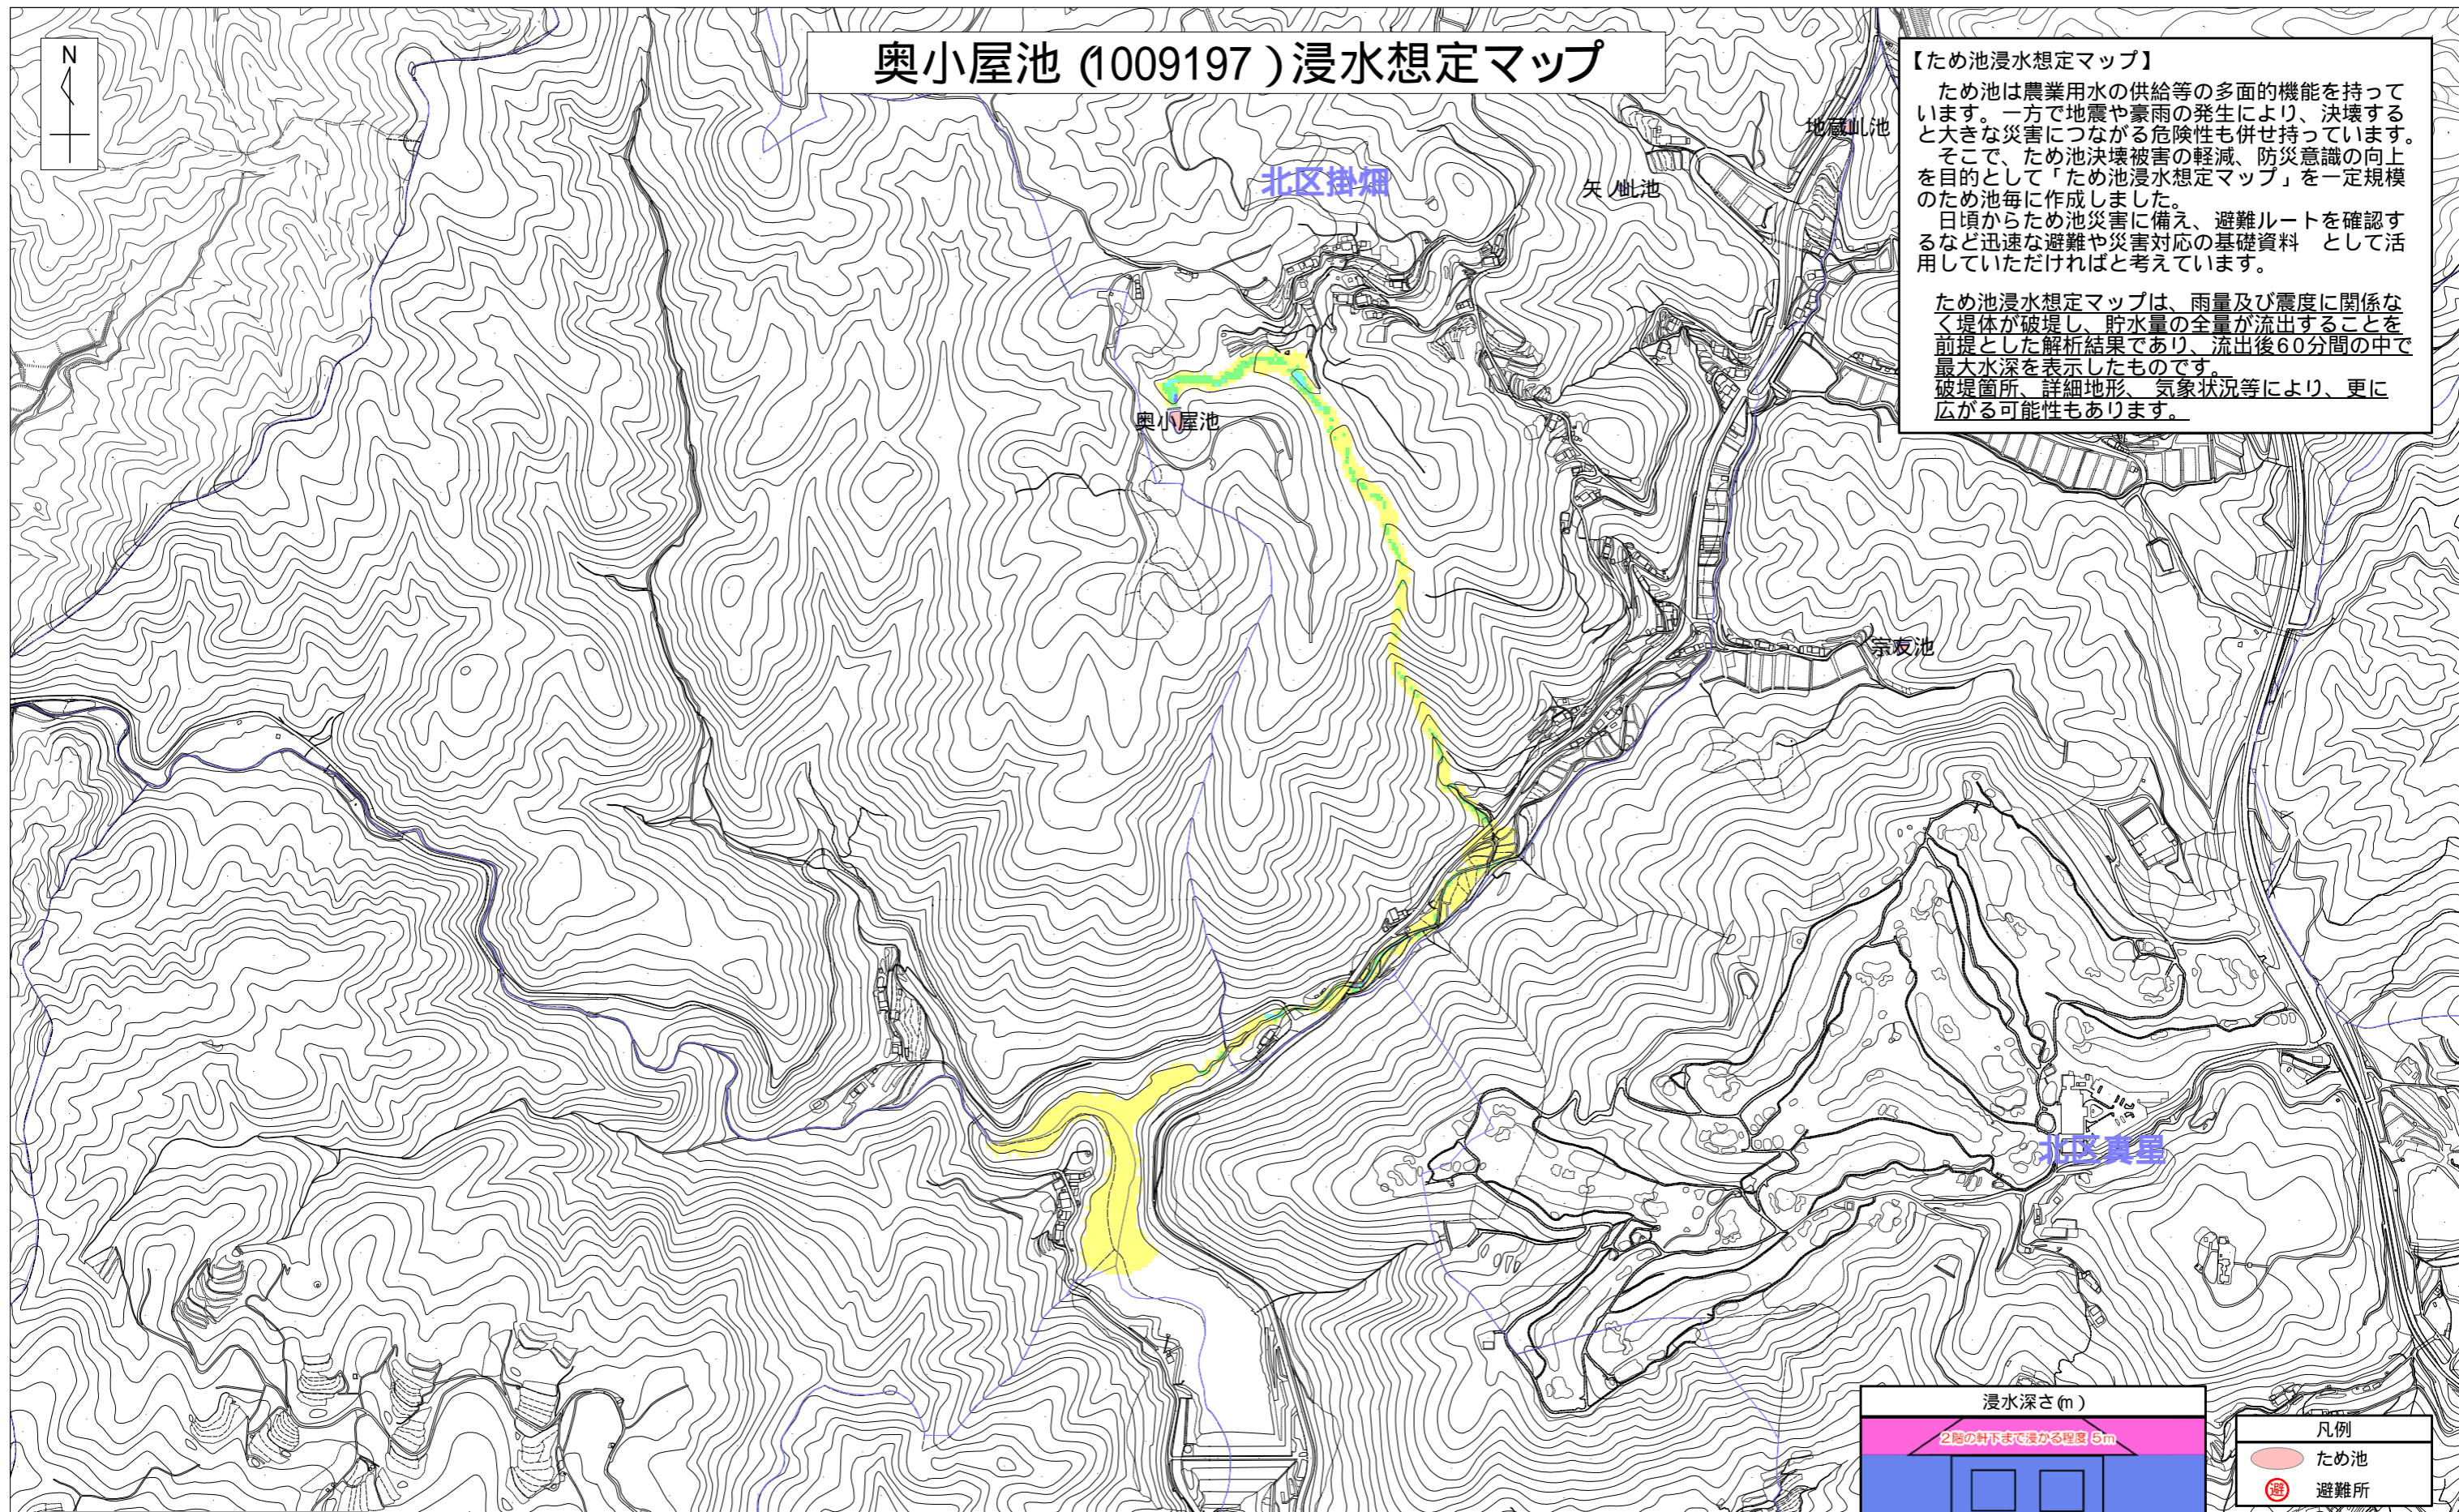 奥小屋池 (1009197)浸水想定マップ
N
【ため池浸水想定マップ】
ため池は農業用水の供給等の多面的機能を持って
います。一方で地震や豪雨の発生により、決壊する
と大きな災害につながる危険性も併せ持っています。
そこで、ため池決壊被害の軽減、防災意識の向上
を目的として「ため池浸水想定マップ」を一定規模
のため池毎に作成しました。
日頃からため池災害に備え、避難ルートを確認す
るなど迅速な避難や災害対応の基礎資料 として活
用していただければと考えています。
ため池浸水想定マップは、雨量及び震度に関係な
く堤体が破堤し、貯水量の全量が流出することを
前提とした解析結果であり、流出後60分間の中で
最大水深を表示したものです。
破堤箇所、詳細地形、気象状況等により、更に
広がる可能性もあります。
地蔵乢池
北区掛畑
矢ノ乢池
奥小屋池
宗友池
北区真星
浸水深さ(m)
2階の軒下まで浸かる程度 5m
凡例
ため池
避 避難所